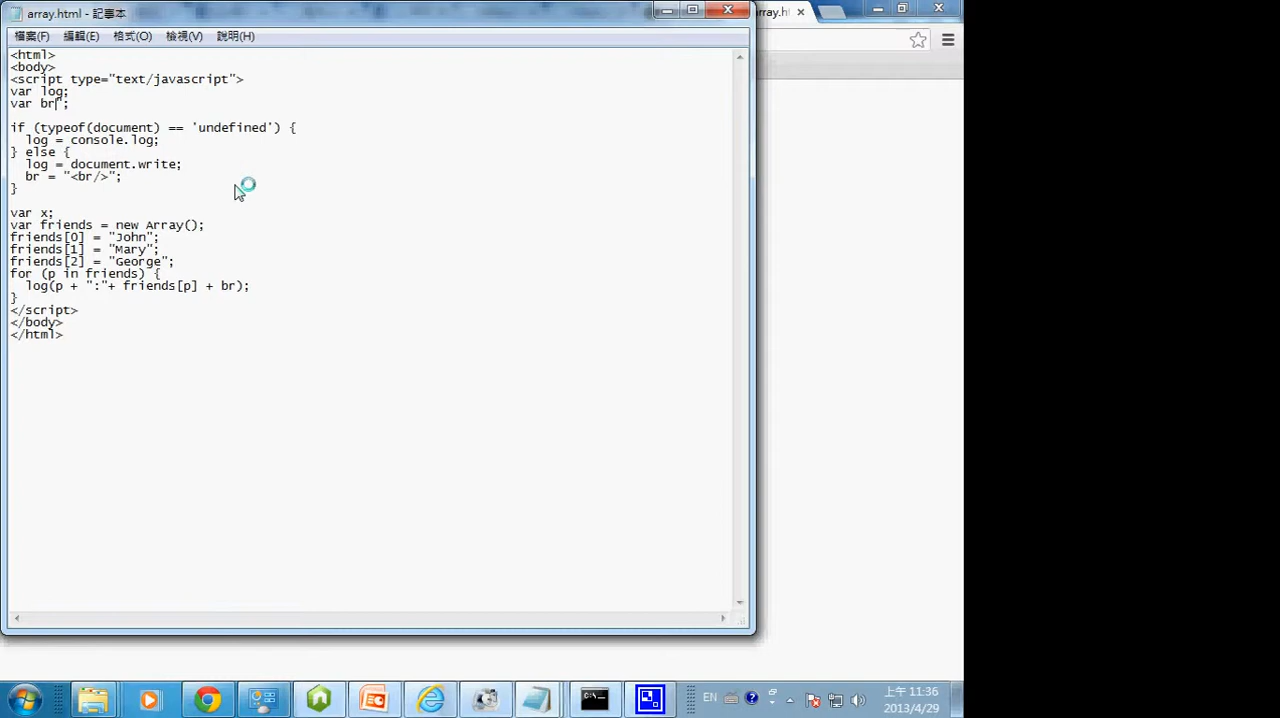 array.html - 記事本
array.h
檔案(F) 編輯(E) 格式(O) 檢視(V) 說明(H)
<html>
<body>
<script type="text/javascript">
var log;
var br";
if (typeof(document) == 'undefined') {
log = console.log;
} else {
log = document.write;
br = "<br/>";
}
var x;
var friends = new Array();
friends[0] = "John";
friends[1] = "Mary";
friends[2] = "George";
for (p in friends) {
log(p + ":"+ friends[p] + br);
}
</script>
</body>
</html>
C:\
EN
上午 11:36
2013/4/29